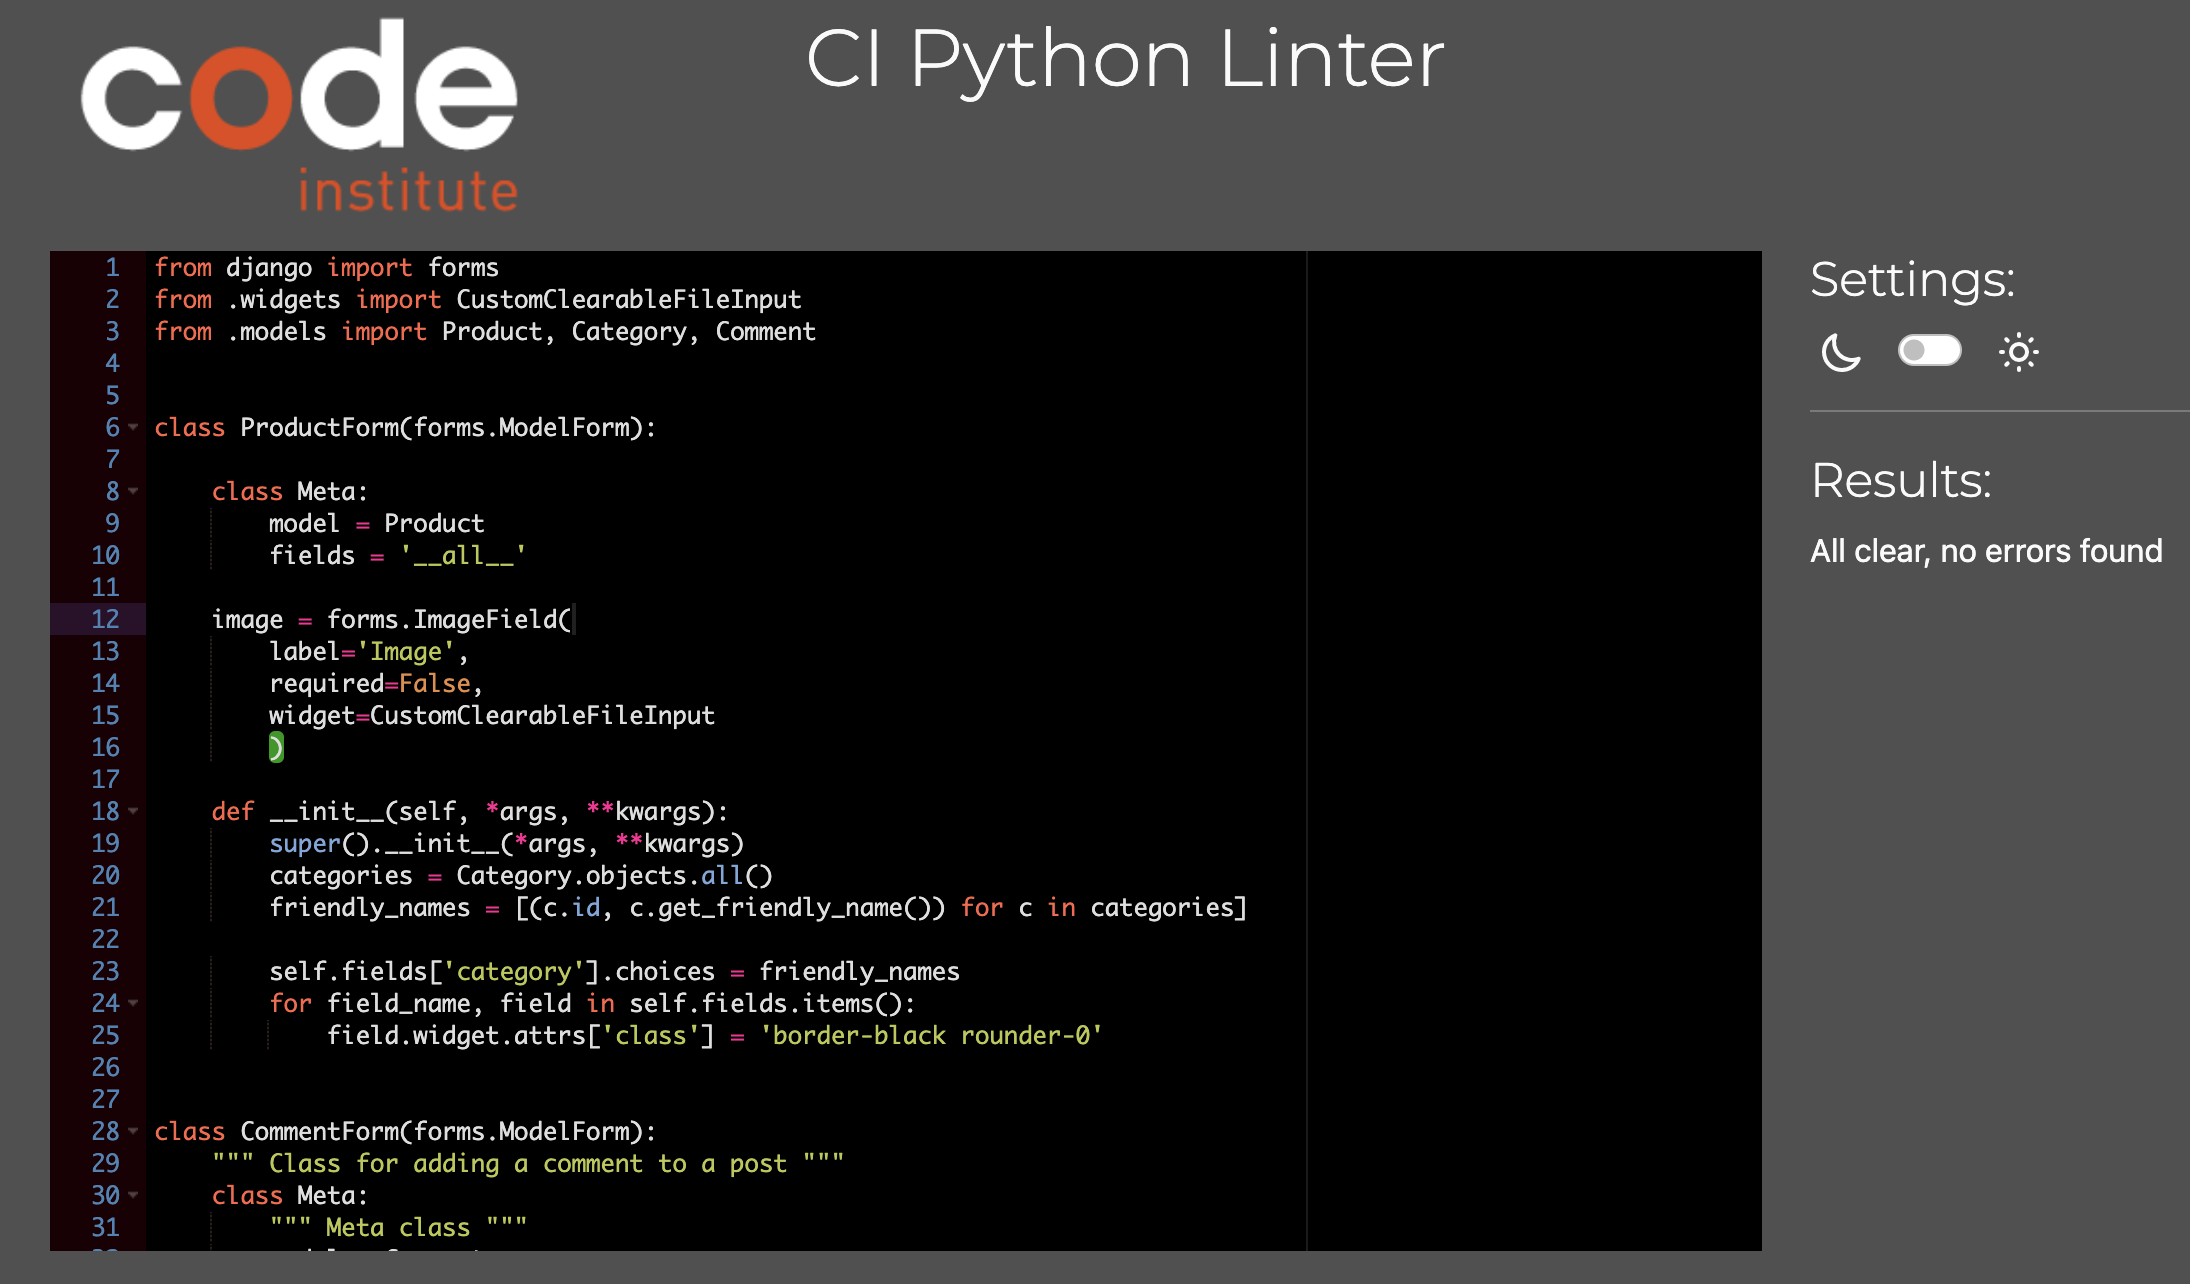 code
institute
CI Python Linter
1 from django import forms
2 from .widgets import CustomClearableFileInput
3 from .models import Product, Category, Comment
4
5
6 class ProductForm(forms.ModelForm):
7
8     class Meta:
9         model = Product
10         fields = '__all__'
11
12     image = forms.ImageField(
13         label='Image',
14         required=False,
15         widget=CustomClearableFileInput
16         )
17
18     def __init__(self, *args, **kwargs):
19         super().__init__(*args, **kwargs)
20         categories = Category.objects.all()
21         friendly_names = [(c.id, c.get_friendly_name()) for c in categories]
22
23         self.fields['category'].choices = friendly_names
24         for field_name, field in self.fields.items():
25             field.widget.attrs['class'] = 'border-black rounder-0'
26
27
28 class CommentForm(forms.ModelForm):
29     """ Class for adding a comment to a post """
30     class Meta:
31         """ Meta class """
Settings:
Results:
All clear, no errors found